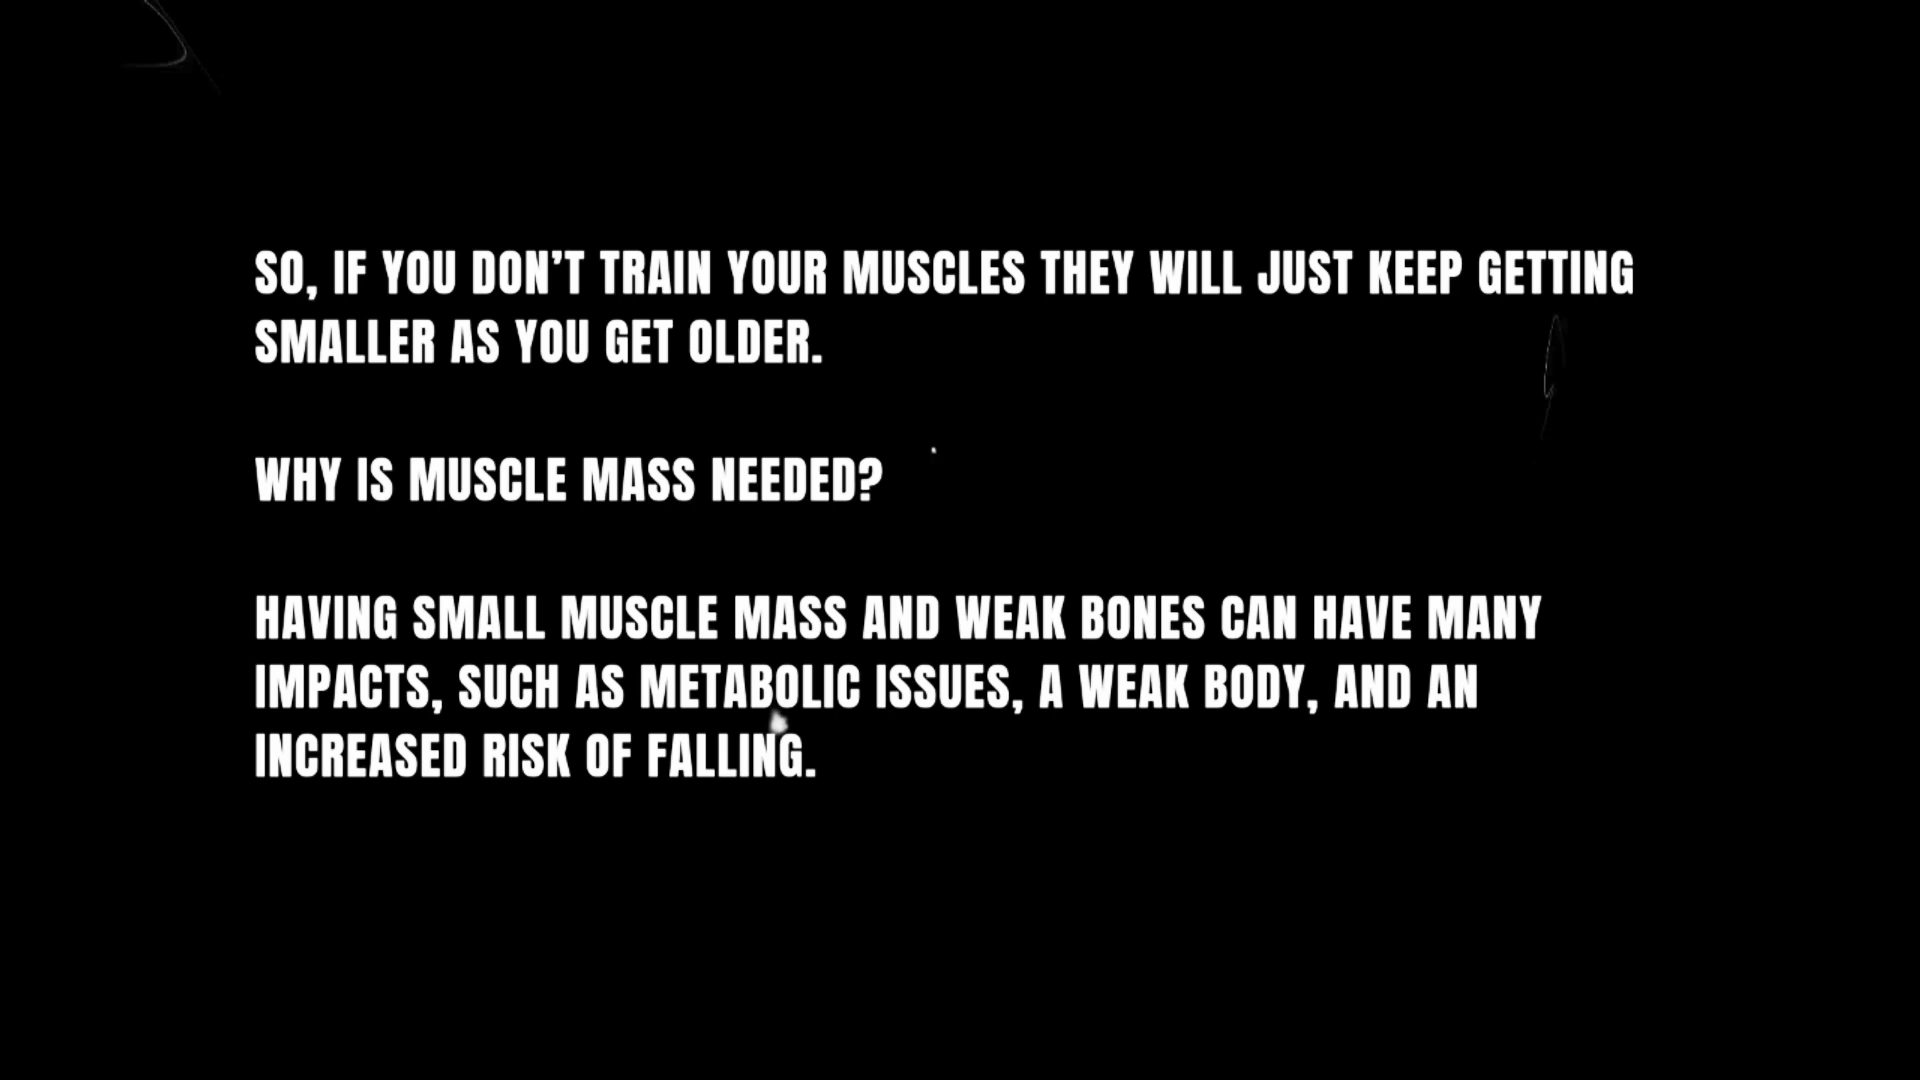 SO, IF YOU DON’T TRAIN YOUR MUSCLES THEY WILL JUST KEEP GETTING
SMALLER AS YOU GET OLDER.
WHY IS MUSCLE MASS NEEDED?
HAVING SMALL MUSCLE MASS AND WEAK BONES CAN HAVE MANY
IMPACTS, SUCH AS METABOLIC ISSUES, A WEAK BODY, AND AN
INCREASED RISK OF FALLING.